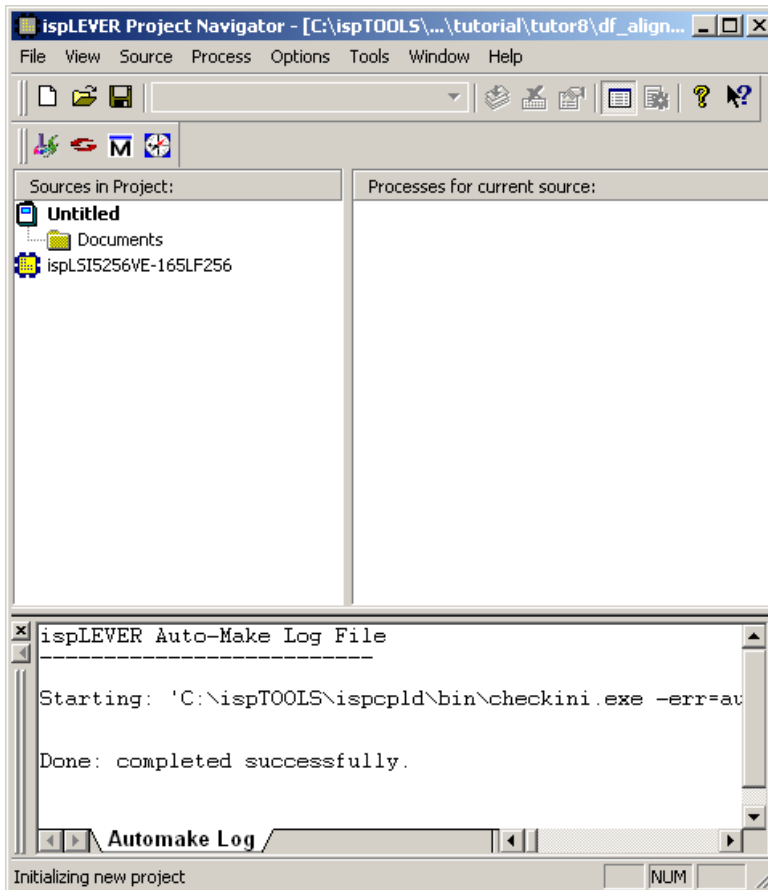 ispLEVER Project Navigator - [C:\ispTOOLS\...\tutorial\tutor8\df_align...
File View Source Process Options Tools Window Help
Sources in Project:
Processes for current source:
Untitled
Documents
ispLSI5256VE-165LF256
ispLEVER Auto-Make Log File
---------------------------
Starting: 'C:\ispTOOLS\ispcpld\bin\checkini.exe -err=au
Done: completed successfully.
Automake Log
Initializing new project
NUM